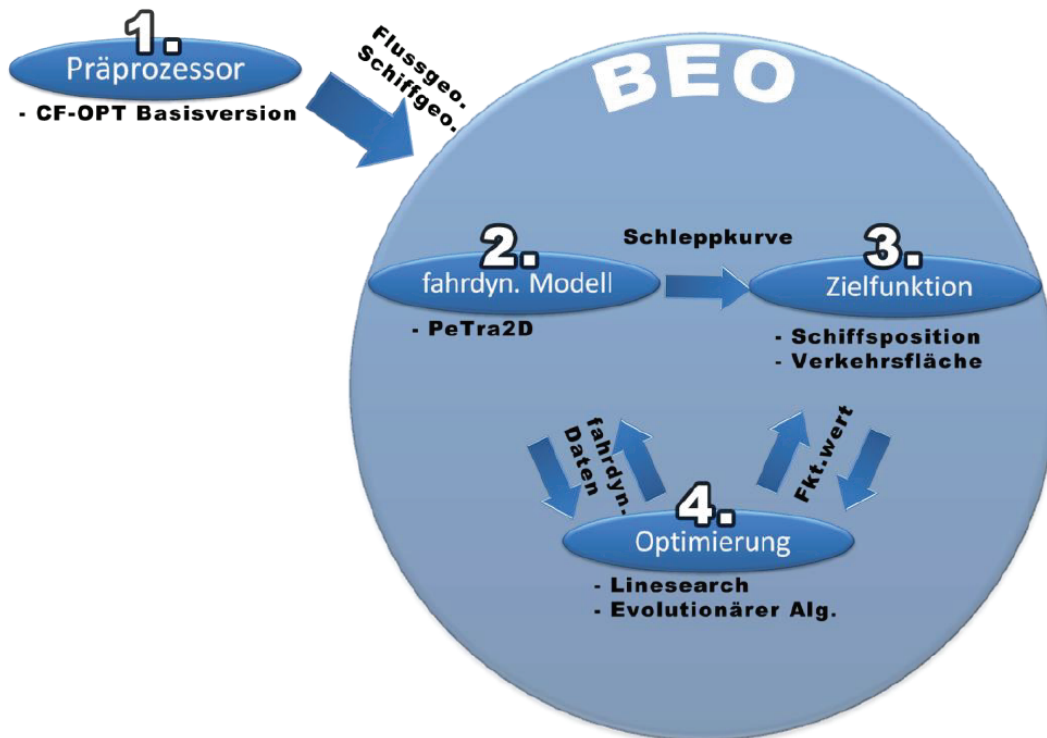 1.
Präprozessor
- CF-OPT Basisversion
Flussgeo.
Schiffgeo.
BEO
2.
fahrdyn. Modell
- PeTra2D
Schleppkurve
3.
Zielfunktion
- Schiffsposition
- Verkehrsfläche
fahrdyn.
Daten
Fkt.wert
4.
Optimierung
- Linesearch
- Evolutionärer Alg.